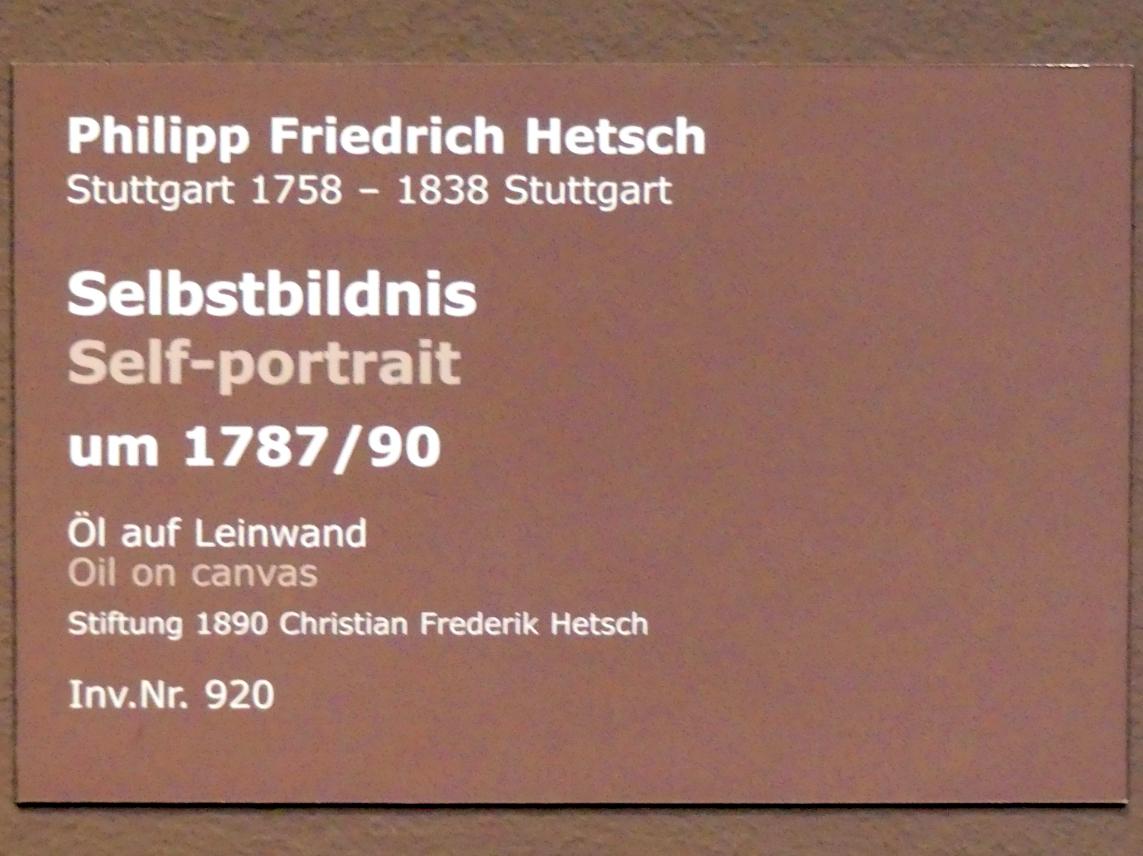 Philipp Friedrich Hetsch
Stuttgart 1758 – 1838 Stuttgart
Selbstbildnis
Self-portrait
um 1787/90
Öl auf Leinwand
Oil on canvas
Stiftung 1890 Christian Frederik Hetsch
Inv.Nr. 920